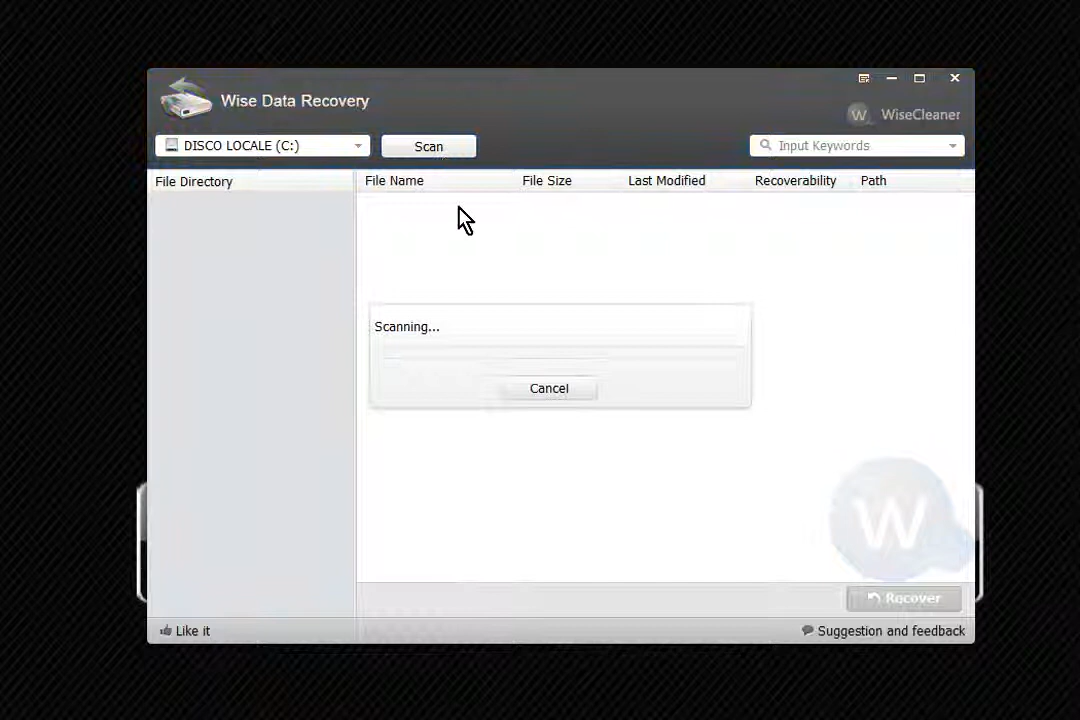 Wise Data Recovery
W WiseCleaner
DISCO LOCALE (C:) Scan Input Keywords
File Directory File Name File Size Last Modified Recoverability Path
Scanning...
Cancel
W
Recover
Like it Suggestion and feedback